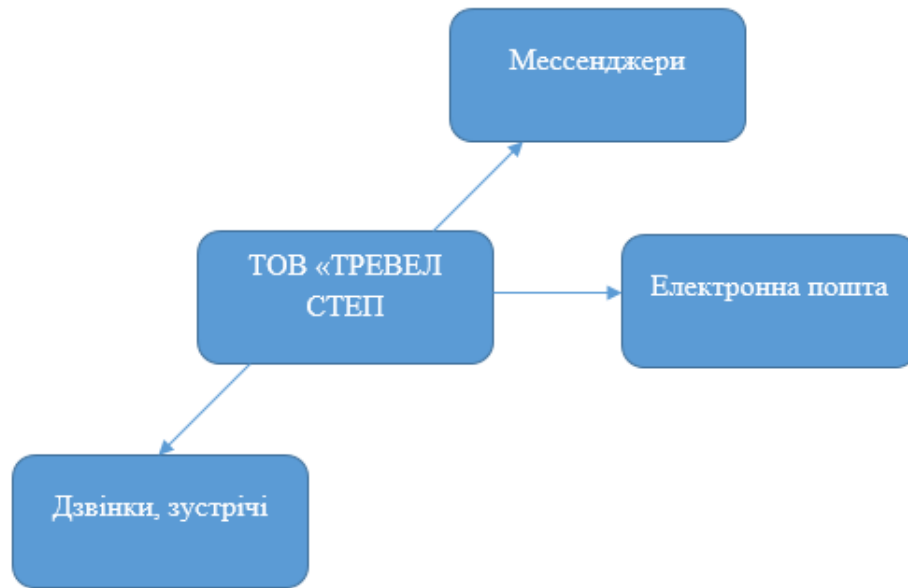 Мессенджери
ТОВ «ТРЕВЕЛ
СТЕП
Електронна пошта
Дзвінки, зустрічі